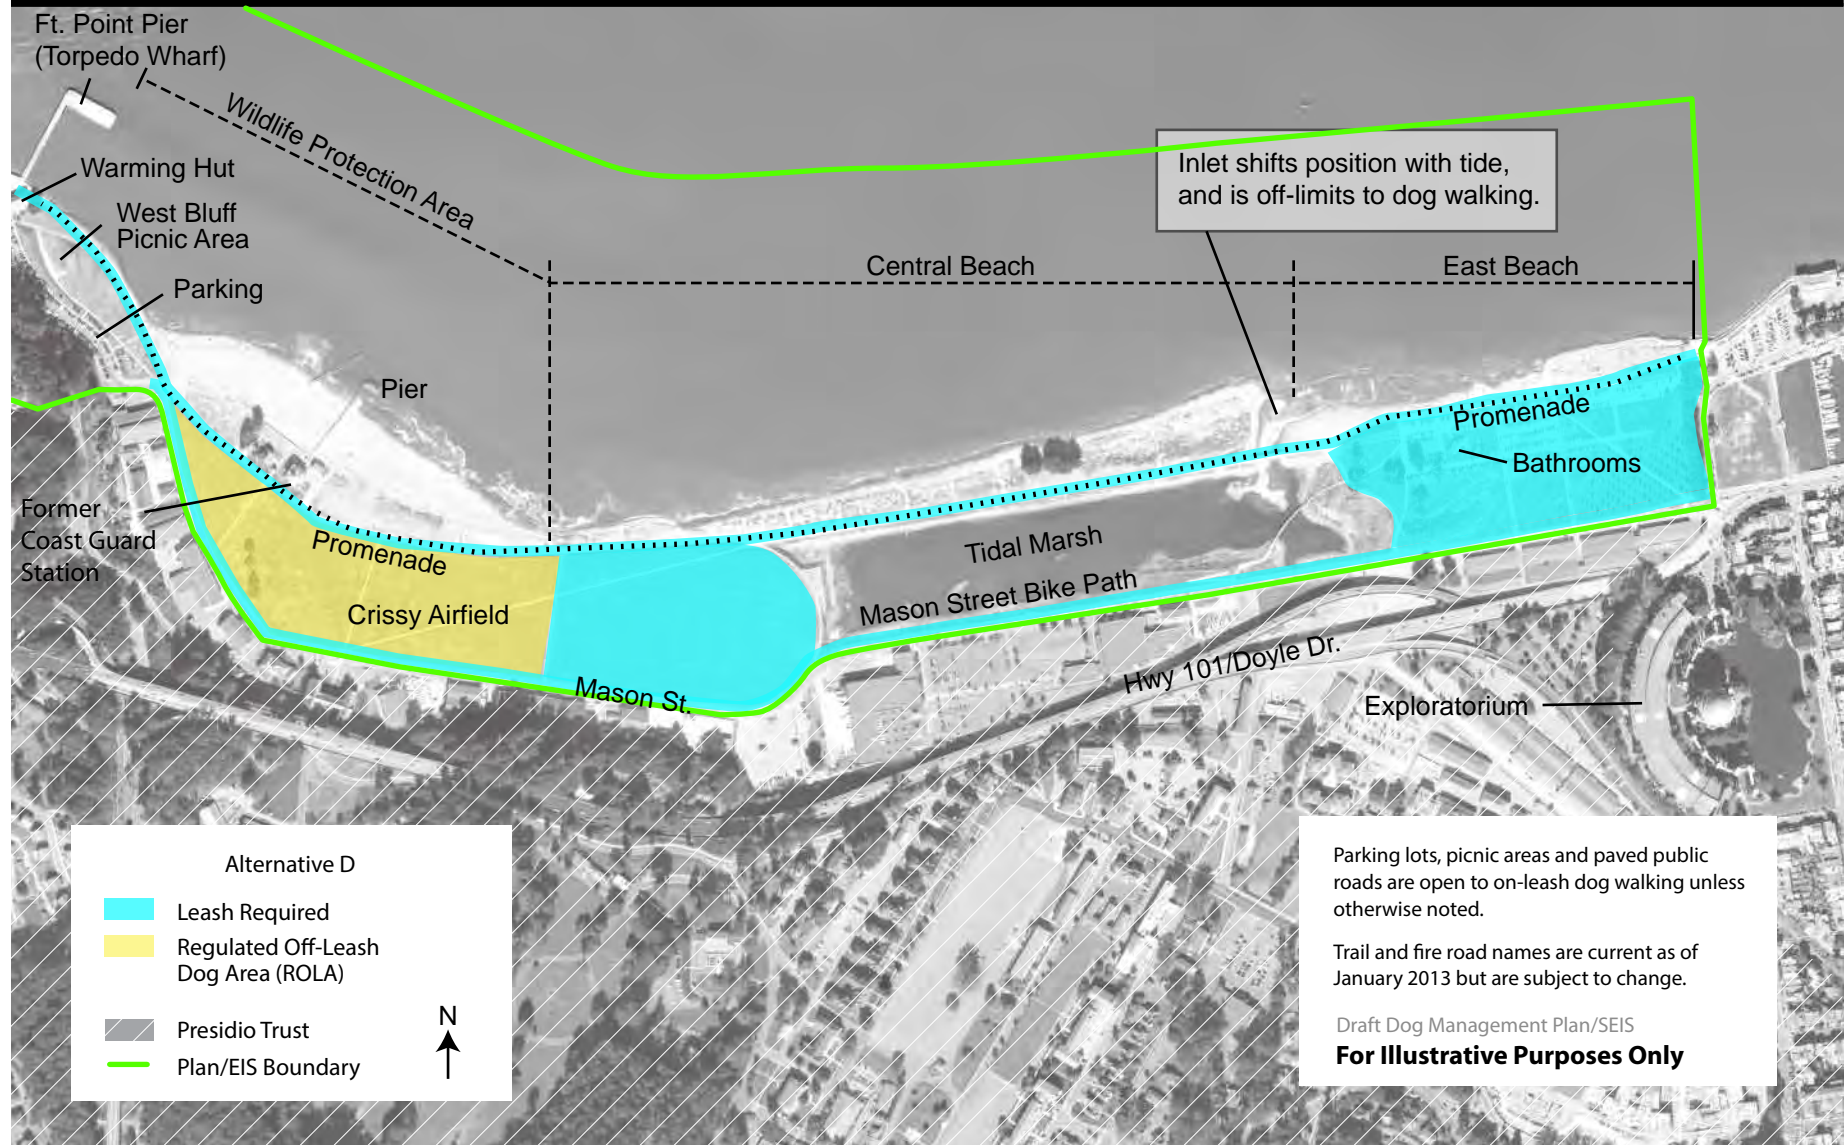 Ft. Point Pier
(Torpedo Wharf)
Wildlife Protection Area
Warming Hut
West Bluff
Picnic Area
Parking
Pier
Inlet shifts position with tide,
and is off-limits to dog walking.
Central Beach
East Beach
Promenade
Bathrooms
Former
Coast Guard
Station
Promenade
Crissy Airfield
Tidal Marsh
Mason Street Bike Path
Mason St.
Hwy 101/Doyle Dr.
Exploratorium
Alternative D
Leash Required
Regulated Off-Leash
Dog Area (ROLA)
Presidio Trust
Plan/EIS Boundary
N
Parking lots, picnic areas and paved public
roads are open to on-leash dog walking unless
otherwise noted.
Trail and fire road names are current as of
January 2013 but are subject to change.
Draft Dog Management Plan/SEIS
For Illustrative Purposes Only